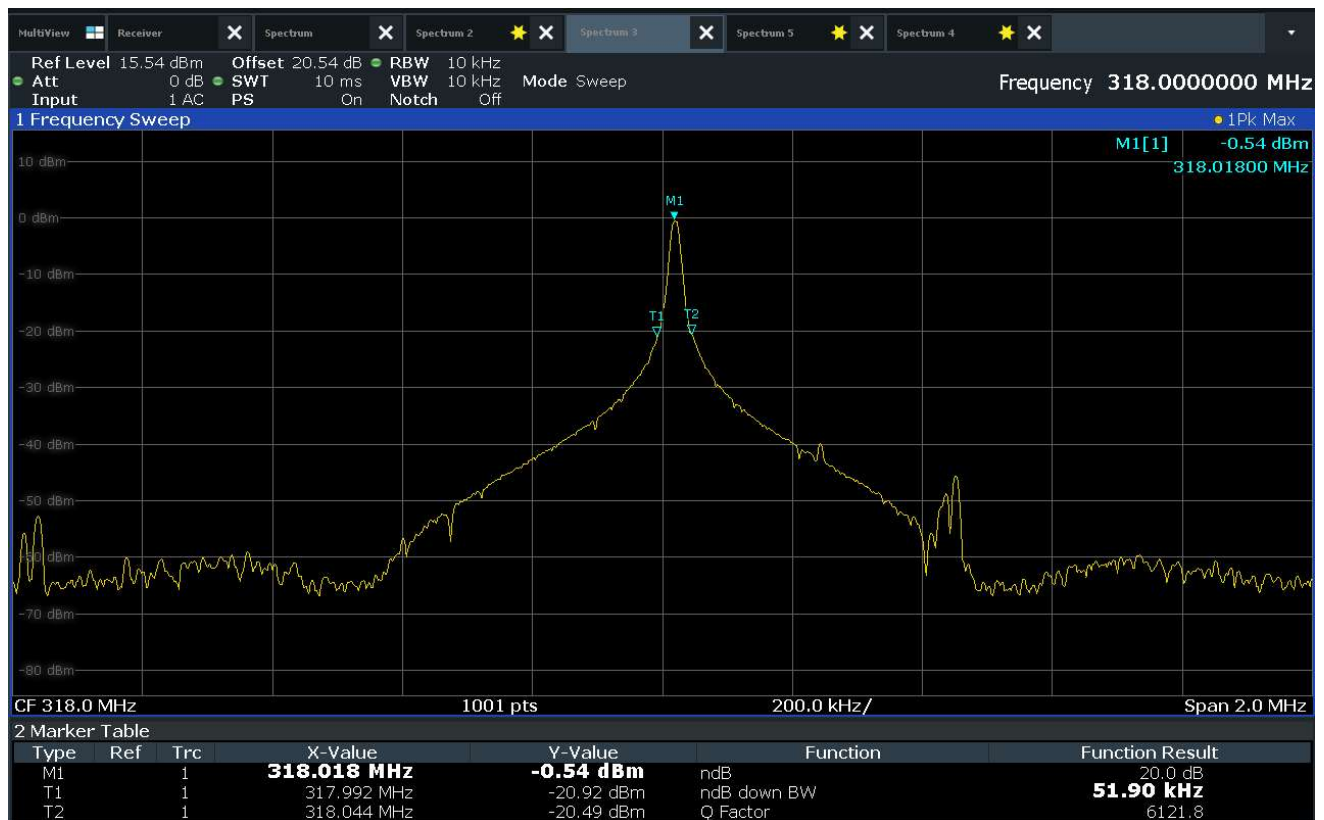 MultiView Receiver Spectrum Spectrum 2 Spectrum 3 Spectrum 5 Spectrum 4
Ref Level 15.54 dBm Offset 20.54 dB RBW 10 kHz
Att 0 dB SWT 10 ms VBW 10 kHz Mode Sweep Frequency 318.0000000 MHz
Input 1 AC PS On Notch Off
1 Frequency Sweep 1Pk Max
M1[1] -0.54 dBm
318.01800 MHz
10 dBm
M1
0 dBm
-10 dBm
T1 T2
-20 dBm
-30 dBm
-40 dBm
-50 dBm
-60 dBm
-70 dBm
-80 dBm
CF 318.0 MHz 1001 pts 200.0 kHz/ Span 2.0 MHz
2 Marker Table
Type Ref Trc X-Value Y-Value Function Function Result
M1 1 318.018 MHz -0.54 dBm ndB 20.0 dB
T1 1 317.992 MHz -20.92 dBm ndB down BW 51.90 kHz
T2 1 318.044 MHz -20.49 dBm Q Factor 6121.8